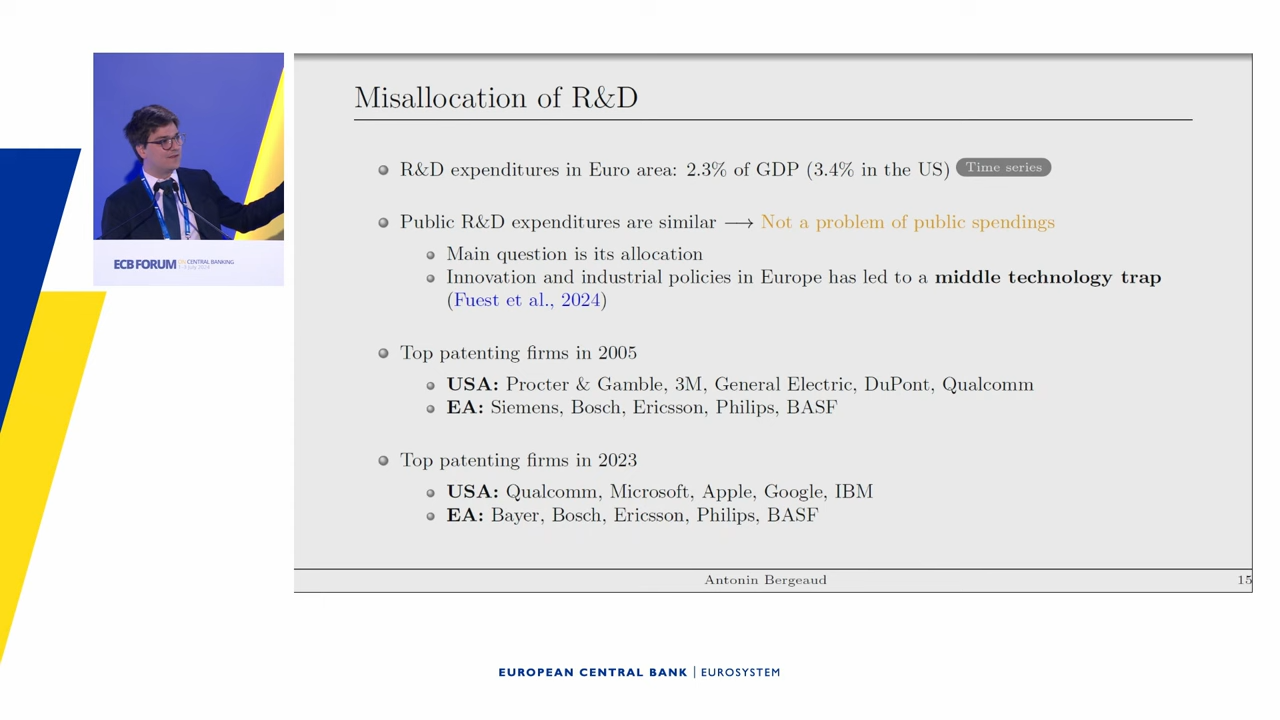 Misallocation of R&D
R&D expenditures in Euro area: 2.3% of GDP (3.4% in the US) Time series
Public R&D expenditures are similar ⟶ Not a problem of public spendings
Main question is its allocation
Innovation and industrial policies in Europe has led to a middle technology trap
(Fuest et al., 2024)
Top patenting firms in 2005
USA: Procter & Gamble, 3M, General Electric, DuPont, Qualcomm
EA: Siemens, Bosch, Ericsson, Philips, BASF
Top patenting firms in 2023
USA: Qualcomm, Microsoft, Apple, Google, IBM
EA: Bayer, Bosch, Ericsson, Philips, BASF
Antonin Bergeaud
15
ECB FORUM
CENTRAL BANKING
EUROPEAN CENTRAL BANK | EUROSYSTEM